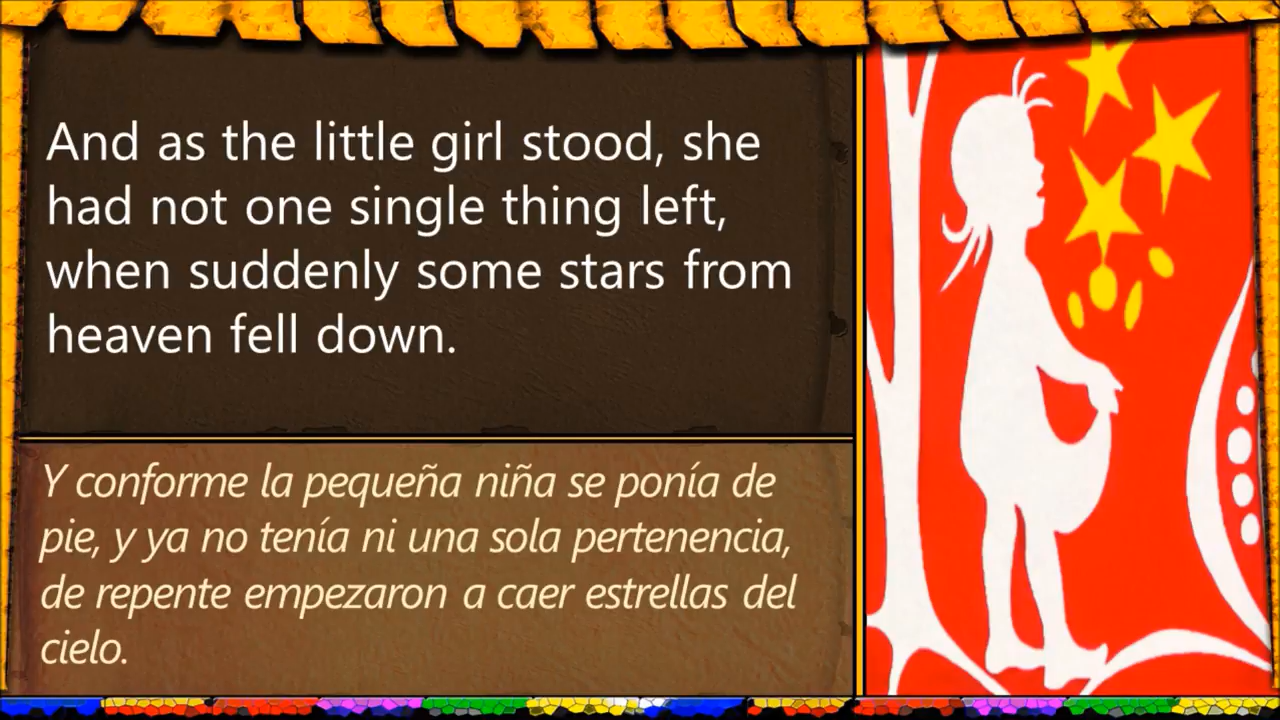 And as the little girl stood, she
had not one single thing left,
when suddenly some stars from
heaven fell down.
Y conforme la pequeña niña se ponía de
pie, y ya no tenía ni una sola pertenencia,
de repente empezaron a caer estrellas del
cielo.